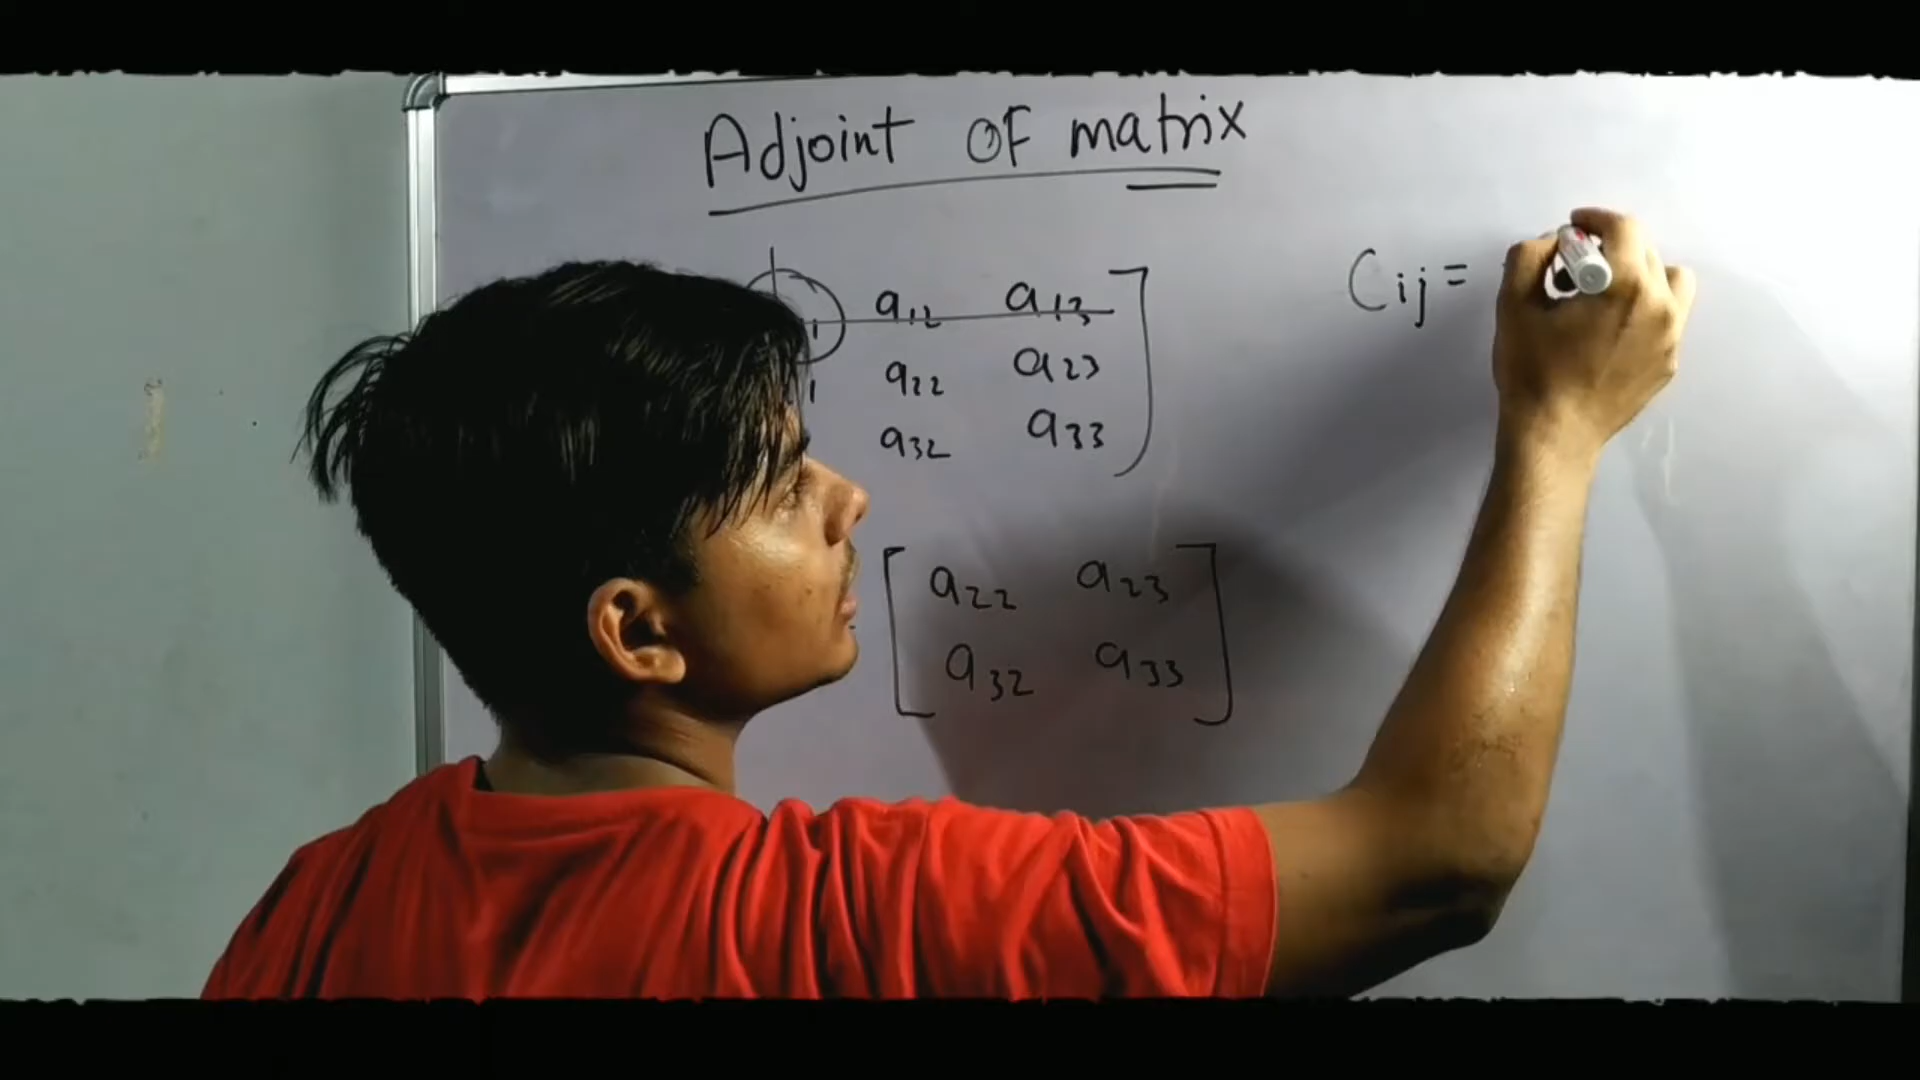 Adjoint OF matrix
a12 a13
a22 a23
a32 a33
Cij =
a22 a23
a32 a33